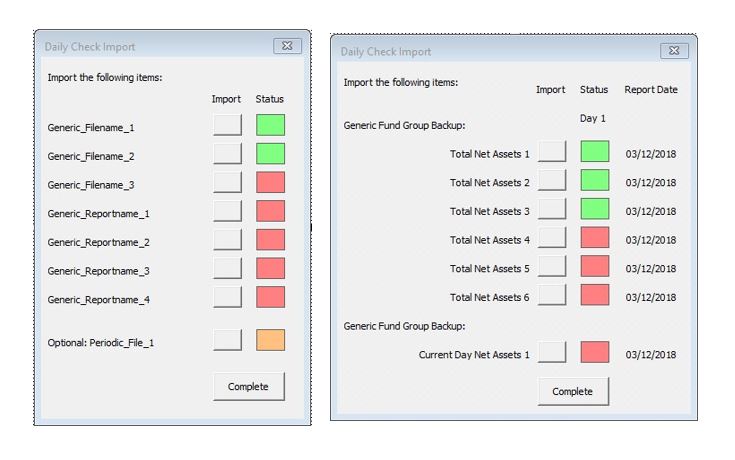 Daily Check Import
Import the following items:
Import Status
Generic_Filename_1
Generic_Filename_2
Generic_Filename_3
Generic_Reportname_1
Generic_Reportname_2
Generic_Reportname_3
Generic_Reportname_4
Optional: Periodic_File_1
Complete
Daily Check Import
Import the following items:
Import Status Report Date
Day 1
Generic Fund Group Backup:
Total Net Assets 1 03/12/2018
Total Net Assets 2 03/12/2018
Total Net Assets 3 03/12/2018
Total Net Assets 4 03/12/2018
Total Net Assets 5 03/12/2018
Total Net Assets 6 03/12/2018
Generic Fund Group Backup:
Current Day Net Assets 1 03/12/2018
Complete